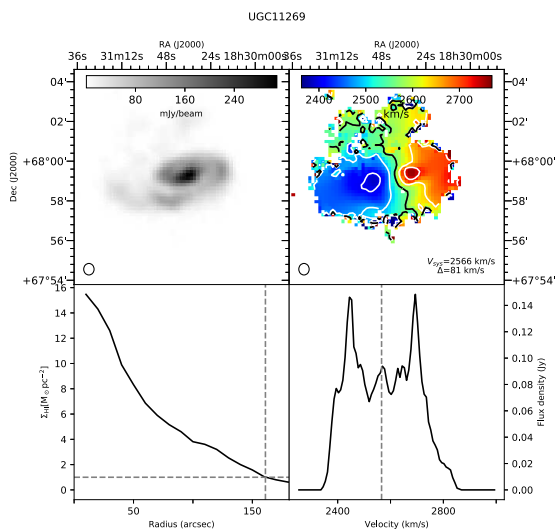 UGC11269
RA (J2000)
RA (J2000)
36s 31m12s 48s 24s 18h30m00s
36s 31m12s 48s 24s 18h30m00s
04'
80 160 240
mJy/beam
2400 2500 2600 2700
km/s
04'
02'
02'
+68°00'
+68°00'
Dec (J2000)
58'
58'
56'
56'
+67°54'
+67°54'
Vsys=2566 km/s
Δ=81 km/s
16
14
12
10
8
6
4
2
0
ΣHI[M☉pc−2]
0.14
0.12
0.10
0.08
0.06
0.04
0.02
0.00
Flux density (Jy)
50 150
2400 2600 2800
Radius (arcsec)
Velocity (km/s)